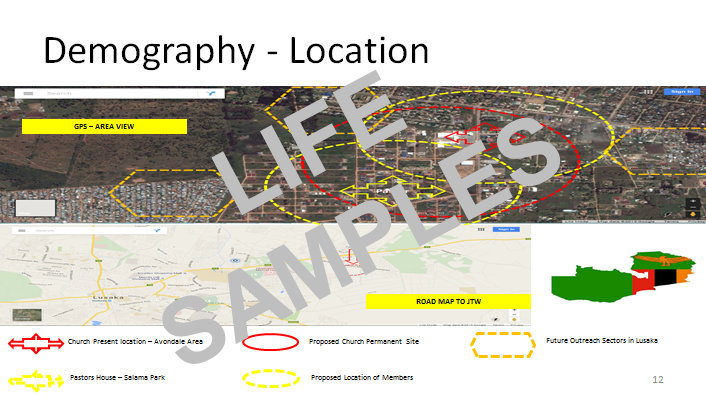 Demography - Location
GPS – AREA VIEW
LIFE
SAMPLES
Lusaka
ROAD MAP TO JTW
Church Present location – Avondale Area
Proposed Church Permanent Site
Future Outreach Sectors in Lusaka
Pastors House – Salama Park
Proposed Location of Members
12